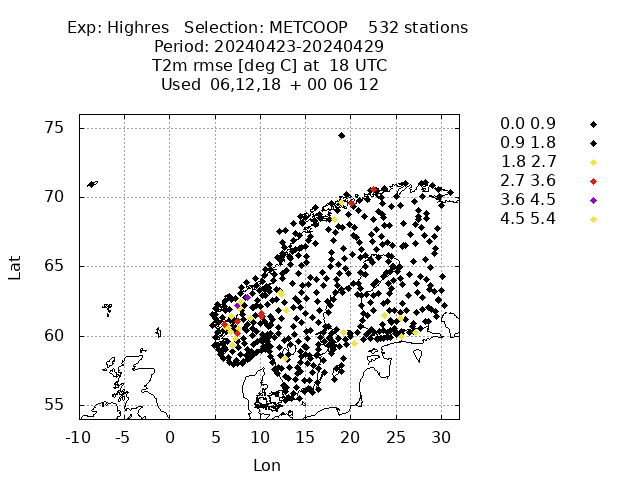 Exp: Highres   Selection: METCOOP    532 stations
Period: 20240423-20240429
T2m rmse [deg C] at  18 UTC
Used  06,12,18  + 00 06 12
75
70
65
60
55
Lat
-10 -5 0 5 10 15 20 25 30
Lon
0.0 0.9
0.9 1.8
1.8 2.7
2.7 3.6
3.6 4.5
4.5 5.4